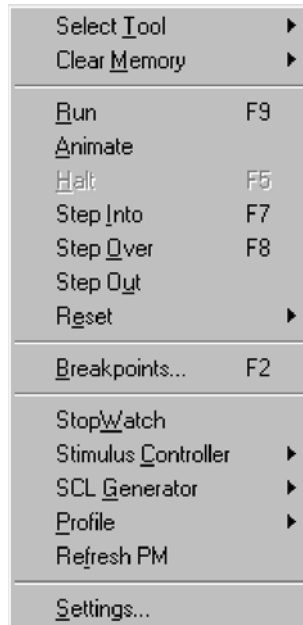 Select Tool
Clear Memory
Run F9
Animate
Halt F5
Step Into F7
Step Over F8
Step Out
Reset
Breakpoints... F2
StopWatch
Stimulus Controller
SCL Generator
Profile
Refresh PM
Settings...